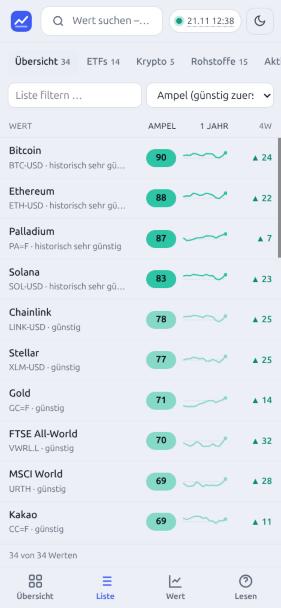 Wert suchen –…
21.11 12:38
Übersicht 34 ETFs 14 Krypto 5 Rohstoffe 15 Akt
Liste filtern …
Ampel (günstig zuers
WERT AMPEL 1 JAHR 4W
Bitcoin
BTC-USD · historisch sehr gü…
90 ▲ 24
Ethereum
ETH-USD · historisch sehr gü…
88 ▲ 22
Palladium
PA=F · historisch sehr günstig
87 ▲ 7
Solana
SOL-USD · historisch sehr gü…
83 ▲ 23
Chainlink
LINK-USD · günstig
78 ▲ 25
Stellar
XLM-USD · günstig
77 ▲ 25
Gold
GC=F · günstig
71 ▲ 14
FTSE All-World
VWRL.L · günstig
70 ▲ 32
MSCI World
URTH · günstig
69 ▲ 28
Kakao
CC=F · günstig
69 ▲ 11
34 von 34 Werten
Übersicht Liste Wert Lesen